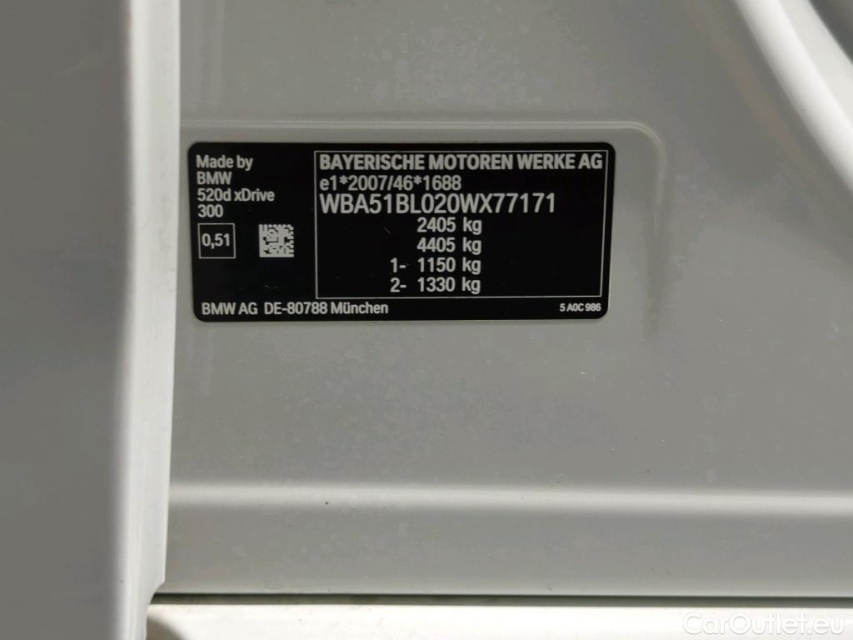 Made by
BMW
520d xDrive
300
0,51
BAYERISCHE MOTOREN WERKE AG
e1*2007/46*1688
WBA51BL020WX77171
2405 kg
4405 kg
1- 1150 kg
2- 1330 kg
BMW AG DE-80788 München
5 A0C 986
CarOutlet.eu